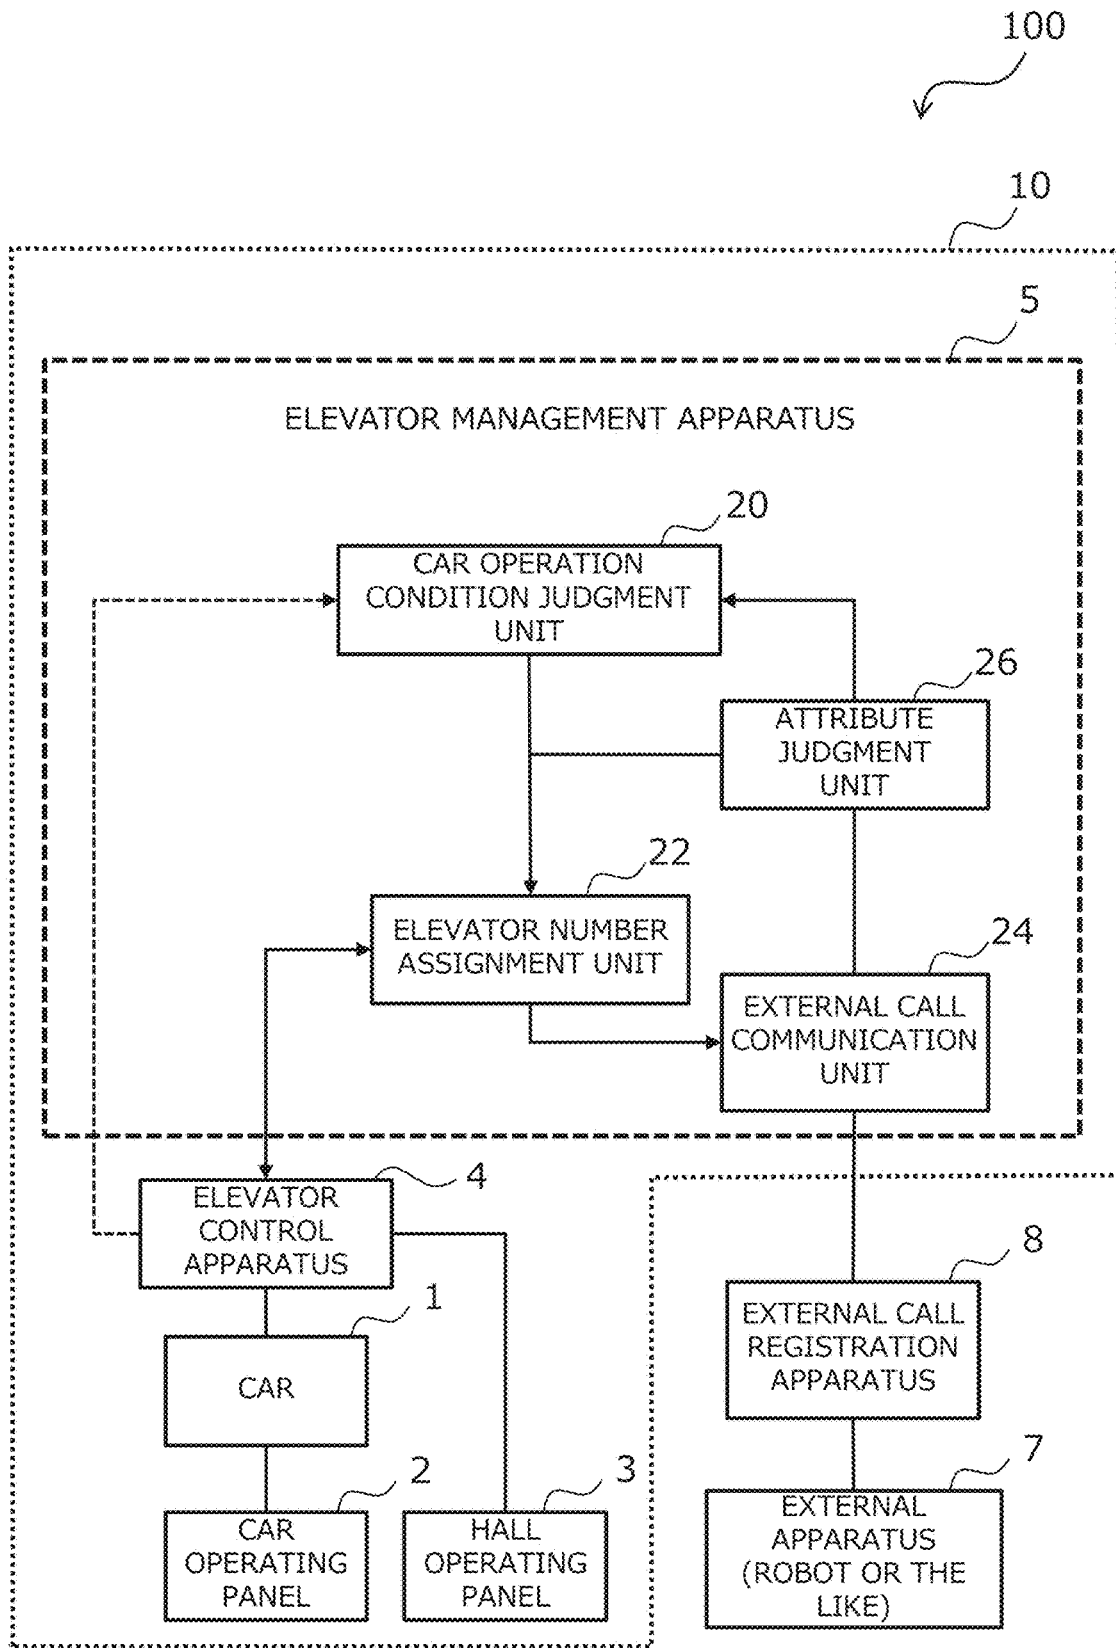 100
10
5
ELEVATOR MANAGEMENT APPARATUS
20
CAR OPERATION
CONDITION JUDGMENT
UNIT
26
ATTRIBUTE
JUDGMENT
UNIT
22
ELEVATOR NUMBER
ASSIGNMENT UNIT
24
EXTERNAL CALL
COMMUNICATION
UNIT
4
ELEVATOR
CONTROL
APPARATUS
8
EXTERNAL CALL
REGISTRATION
APPARATUS
1
CAR
2
CAR
OPERATING
PANEL
3
HALL
OPERATING
PANEL
7
EXTERNAL
APPARATUS
(ROBOT OR THE
LIKE)